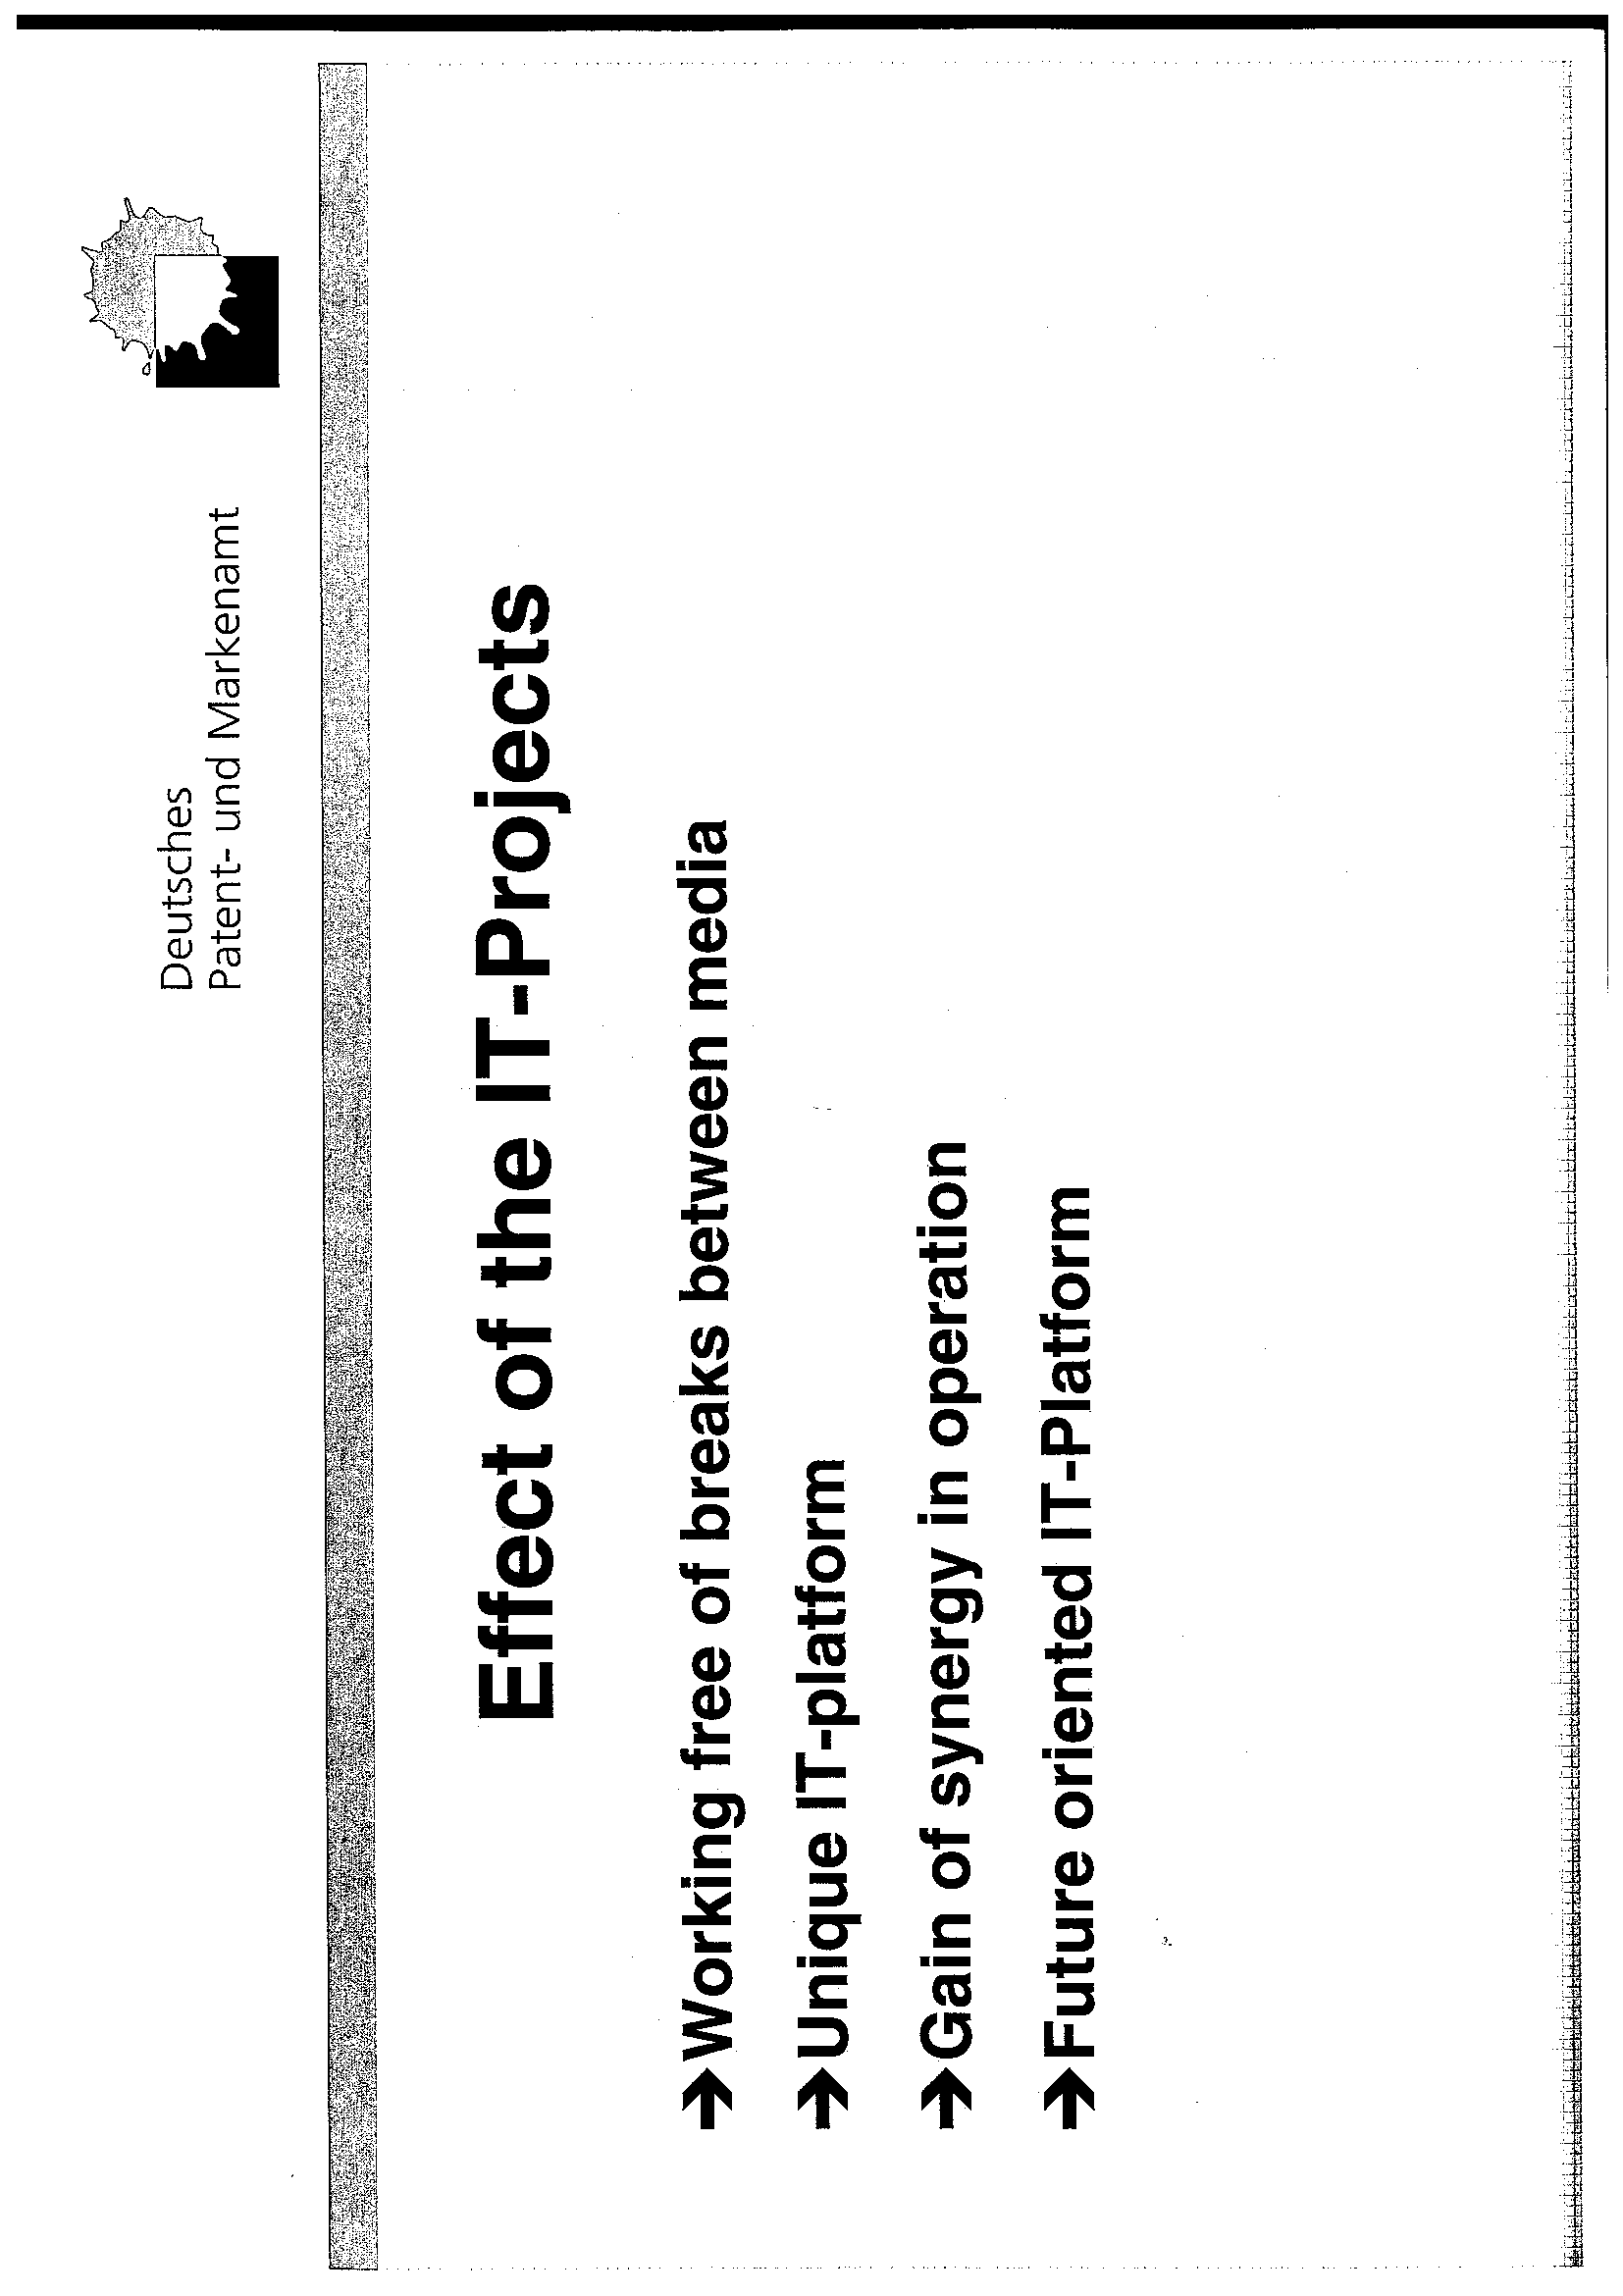 Deutsches
Patent- und Markenamt
Effect of the IT-Projects
→Working free of breaks between media
→Unique IT-platform
→Gain of synergy in operation
→Future oriented IT-Platform